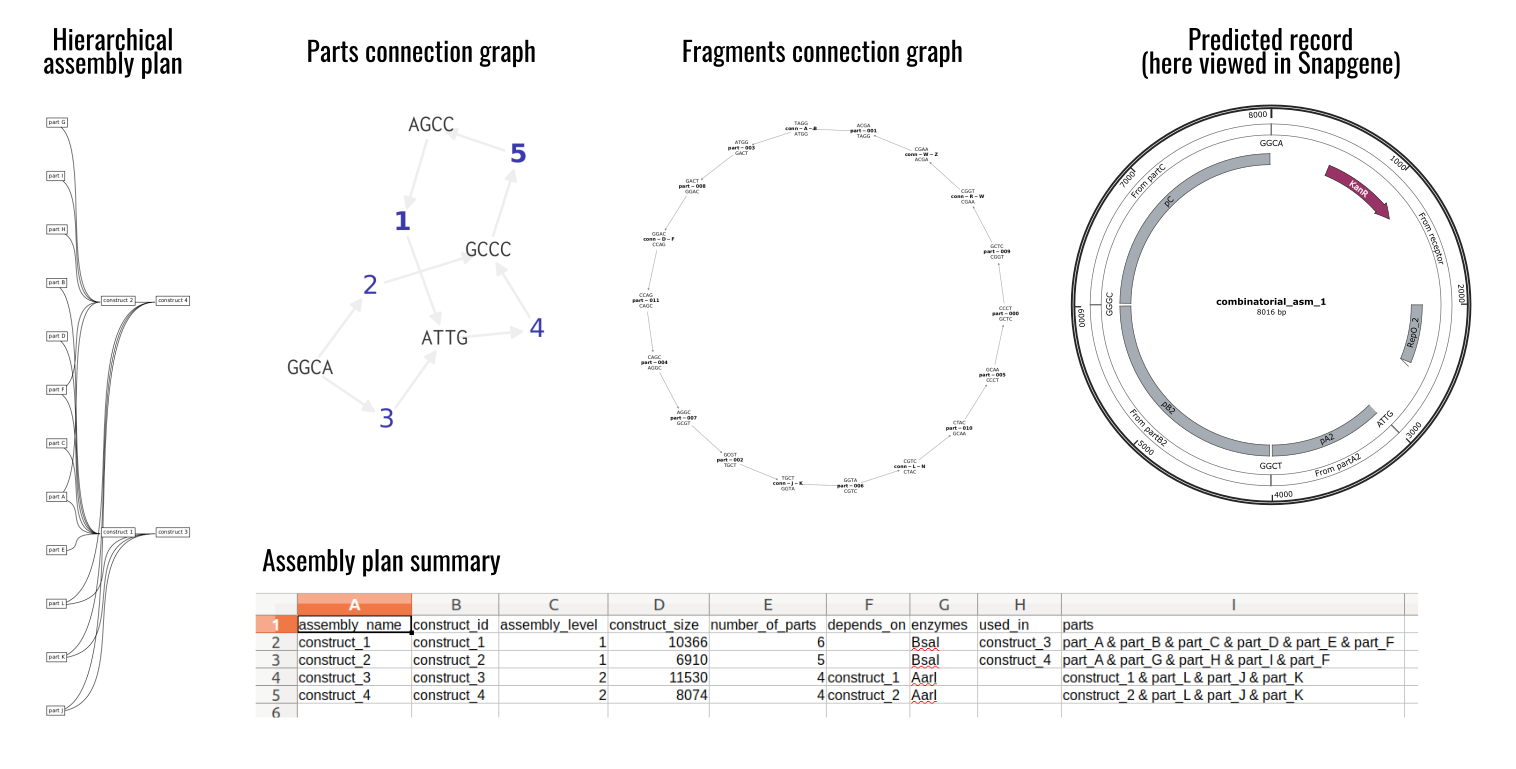 Hierarchical
assembly plan
Parts connection graph
Fragments connection graph
Predicted record
(here viewed in Snapgene)
part G
part I
part H
part B
part D
part F
part C
part A
part E
part L
part K
part J
construct 2
construct 4
construct 1
construct 3
AGCC
5
1
GCCC
2
ATTG
4
GGCA
3
TAGG
conn − A − B
ATGG
ACGA
part − 001
TAGG
CGAA
conn − W − Z
ACGA
CGGT
conn − R − W
CGAA
GCTC
part − 009
CGGT
CCCT
part − 000
GCTC
GCAA
part − 005
CCCT
CTAC
part − 010
GCAA
CGTC
conn − L − N
CTAC
GGTA
part − 006
CGTC
TGCT
conn − J − K
GGTA
GCGT
part − 002
TGCT
AGGC
part − 007
GCGT
CAGC
part − 004
AGGC
CCAG
part − 011
CAGC
GGAC
conn − D − F
CCAG
GACT
part − 008
GGAC
ATGG
part − 003
GACT
8000
GGCA
1000
KanR
From receptor
2000
RepO_2
ATTG
3000
pA2
From partA2
GGCT
4000
pB2
From partB2
5000
6000
GGGC
pC
From partC
7000
combinatorial_asm_1
8016 bp
Assembly plan summary
A B C D E F G H I
1 assembly_name construct_id assembly_level construct_size number_of_parts depends_on enzymes used_in parts
2 construct_1 construct_1 1 10366 6 BsaI construct_3 part_A & part_B & part_C & part_D & part_E & part_F
3 construct_2 construct_2 1 6910 5 BsaI construct_4 part_A & part_G & part_H & part_I & part_F
4 construct_3 construct_3 2 11530 4 construct_1 AarI construct_1 & part_L & part_J & part_K
5 construct_4 construct_4 2 8074 4 construct_2 AarI construct_2 & part_L & part_J & part_K
6